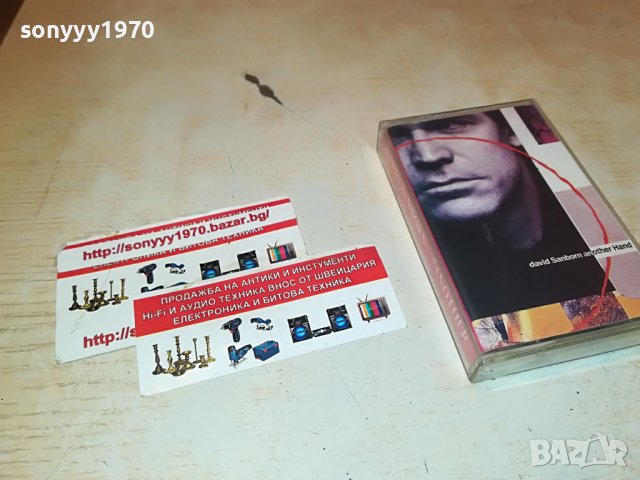 sonyyy1970
http://sonyyy1970.bazar.bg/
ЕЛЕКТРОНИКА И БИТОВА ТЕХНИКА
http://s
ПРОДАЖБА НА АНТИКИ И ИНСТУМЕНТИ
Hi-Fi И АУДИО ТЕХНИКА ВНОС ОТ ШВЕЙЦАРИЯ
ЕЛЕКТРОНИКА И БИТОВА ТЕХНИКА
david Sanborn another Hand
BAZAR
.bg